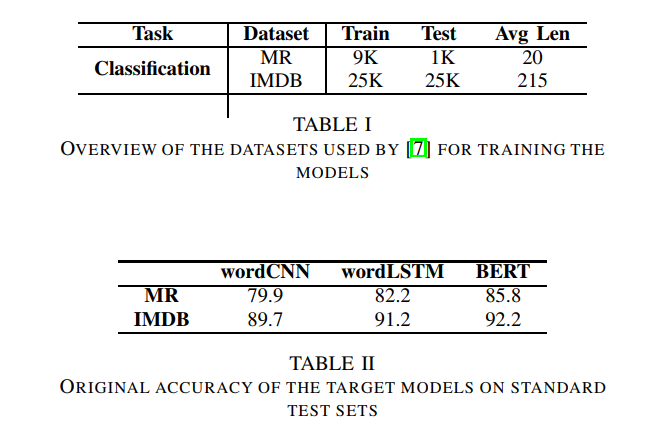 Task Dataset Train Test Avg Len
Classification MR 9K 1K 20
IMDB 25K 25K 215
TABLE I
OVERVIEW OF THE DATASETS USED BY [7] FOR TRAINING THE
MODELS
wordCNN wordLSTM BERT
MR 79.9 82.2 85.8
IMDB 89.7 91.2 92.2
TABLE II
ORIGINAL ACCURACY OF THE TARGET MODELS ON STANDARD
TEST SETS